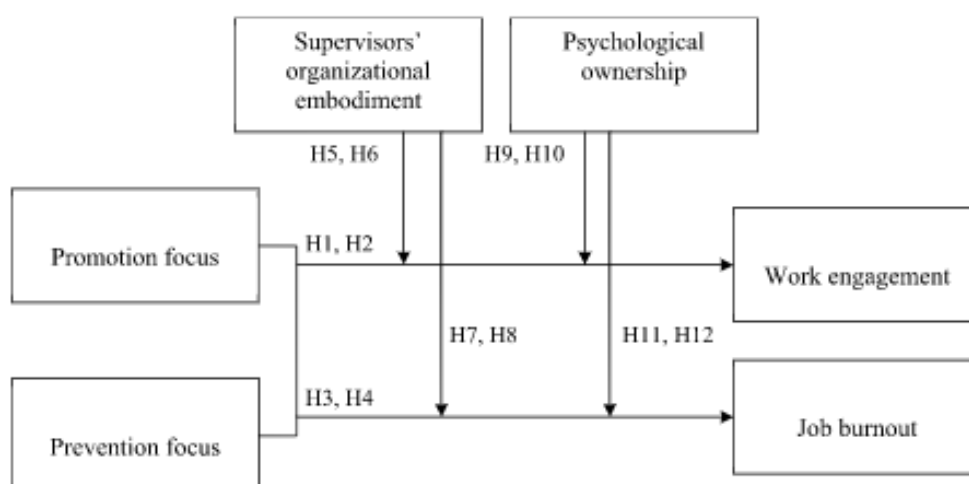 Supervisors'
organizational
embodiment
Psychological
ownership
H5, H6
H9, H10
Promotion focus
H1, H2
Work engagement
H7, H8
H11, H12
H3, H4
Prevention focus
Job burnout